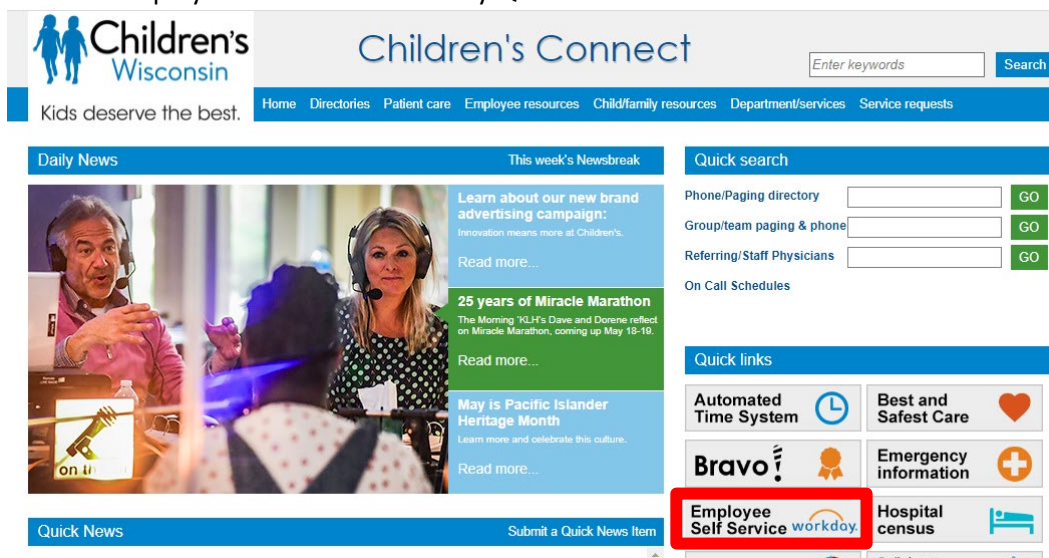 Children's
Wisconsin
Kids deserve the best.
Children's Connect
Enter keywords
Search
Home Directories Patient care Employee resources Child/family resources Department/services Service requests
Daily News
This week's Newsbreak
Learn about our new brand
advertising campaign:
Innovation means more at Children's.
Read more...
25 years of Miracle Marathon
The Morning 'KLH's Dave and Dorene reflect
on Miracle Marathon, coming up May 18-19.
Read more...
May is Pacific Islander
Heritage Month
Learn more and celebrate this culture.
Read more...
on
Quick News
Submit a Quick News Item
Quick search
Phone/Paging directory
GO
Group/team paging & phone
GO
Referring/Staff Physicians
GO
On Call Schedules
Quick links
Automated
Time System
Best and
Safest Care
Bravo!
Emergency
information
Employee
Self Service workday.
Hospital
census